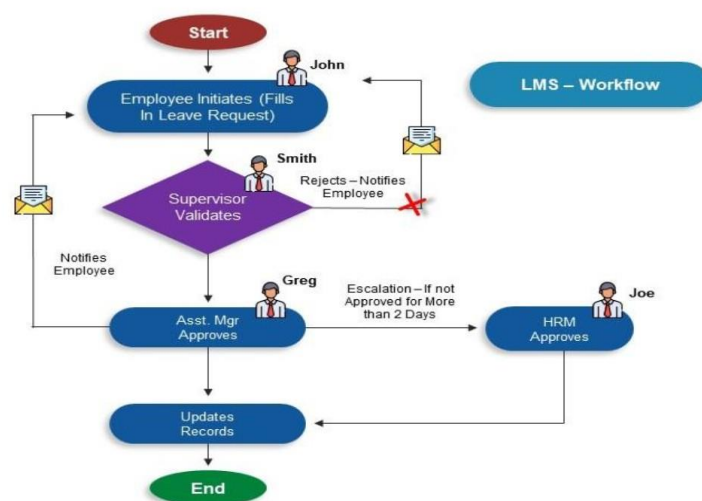 Start
John
LMS – Workflow
Employee Initiates (Fills
In Leave Request)
Smith
Supervisor
Validates
Rejects – Notifies
Employee
Notifies
Employee
Greg
Asst. Mgr
Approves
Escalation – If not
Approved for More
than 2 Days
Joe
HRM
Approves
Updates
Records
End